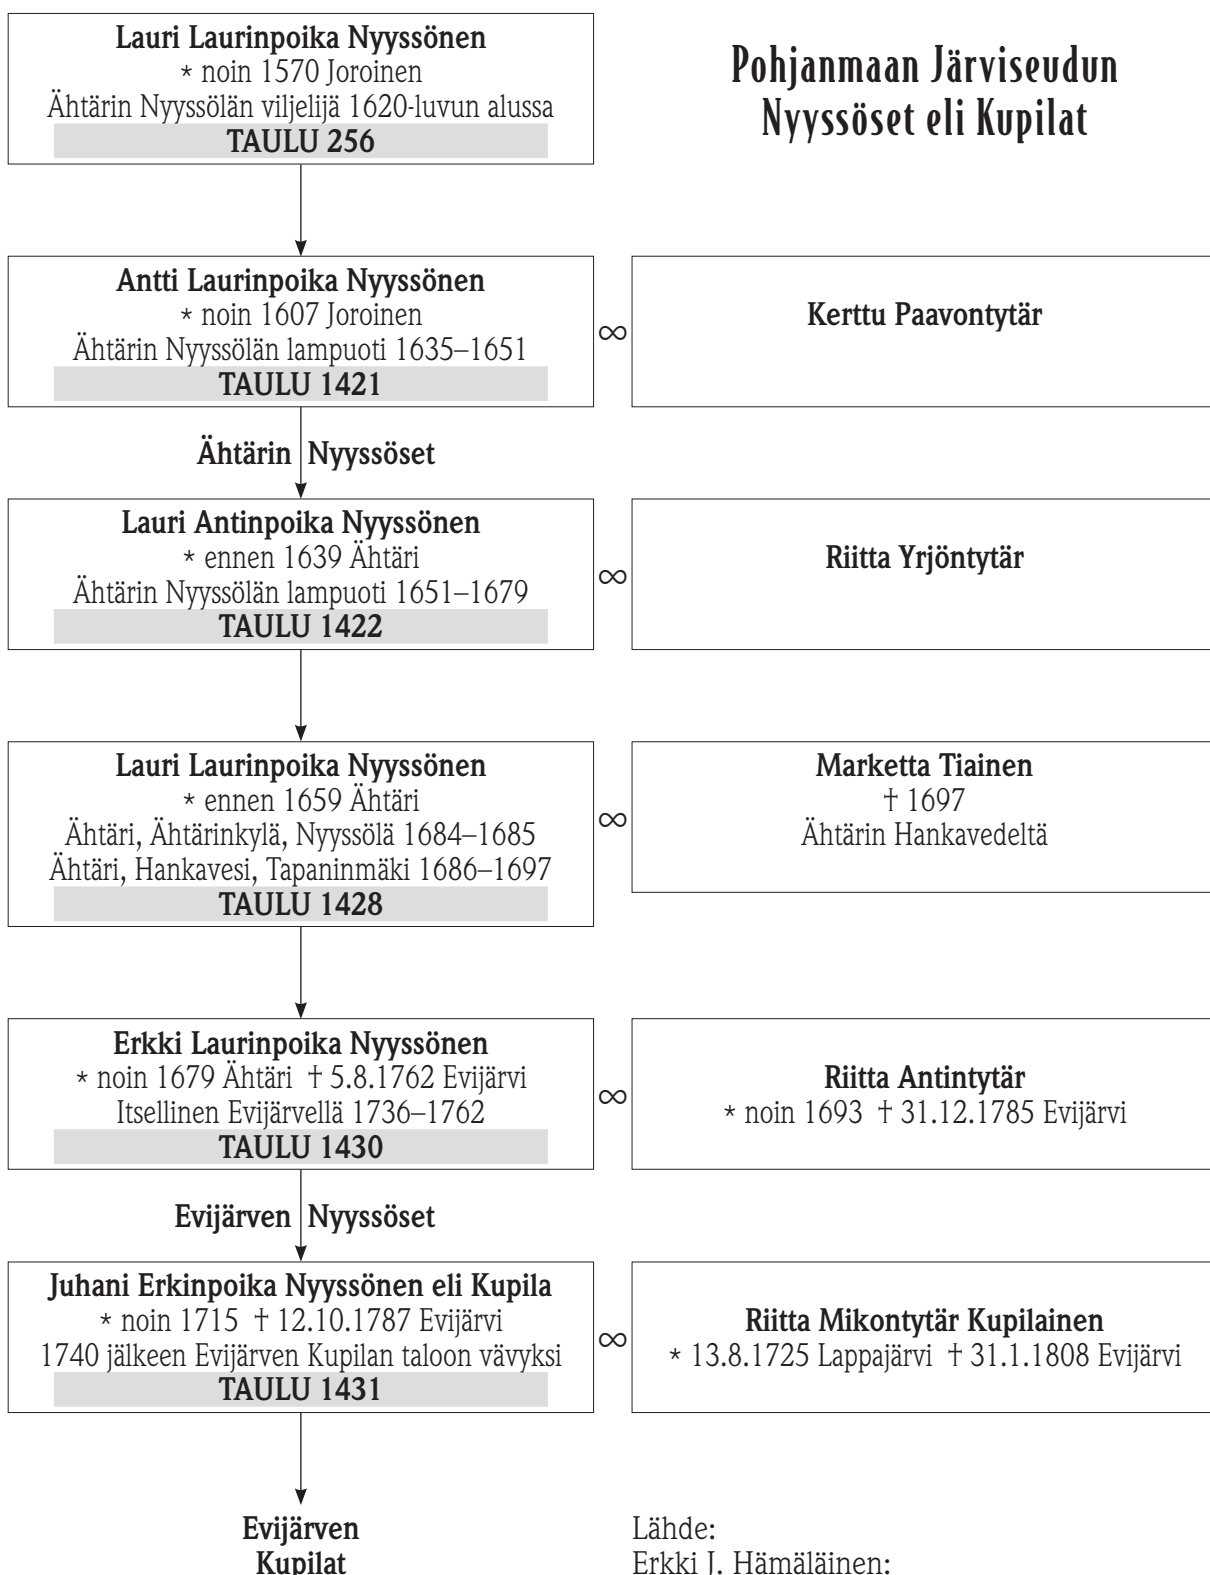 Lauri Laurinpoika Nyyssönen
* noin 1570 Joroinen
Ähtärin Nyyssölän viljelijä 1620-luvun alussa
TAULU 256
Pohjanmaan Järviseudun
Nyyssöset eli Kupilat
Antti Laurinpoika Nyyssönen
* noin 1607 Joroinen
Ähtärin Nyyssölän lampuoti 1635–1651
TAULU 1421
∞
Kerttu Paavontytär
Ähtärin Nyyssöset
Lauri Antinpoika Nyyssönen
* ennen 1639 Ähtäri
Ähtärin Nyyssölän lampuoti 1651–1679
TAULU 1422
∞
Riitta Yrjöntytär
Lauri Laurinpoika Nyyssönen
* ennen 1659 Ähtäri
Ähtäri, Ähtärinkylä, Nyyssölä 1684–1685
Ähtäri, Hankavesi, Tapaninmäki 1686–1697
TAULU 1428
∞
Marketta Tiainen
† 1697
Ähtärin Hankavedeltä
Erkki Laurinpoika Nyyssönen
* noin 1679 Ähtäri † 5.8.1762 Evijärvi
Itsellinen Evijärvellä 1736–1762
TAULU 1430
∞
Riitta Antintytär
* noin 1693 † 31.12.1785 Evijärvi
Evijärven Nyyssöset
Juhani Erkinpoika Nyyssönen eli Kupila
* noin 1715 † 12.10.1787 Evijärvi
1740 jälkeen Evijärven Kupilan taloon vävyksi
TAULU 1431
∞
Riitta Mikontytär Kupilainen
* 13.8.1725 Lappajärvi † 31.1.1808 Evijärvi
Evijärven
Kupilat
Lähde:
Erkki J. Hämäläinen: